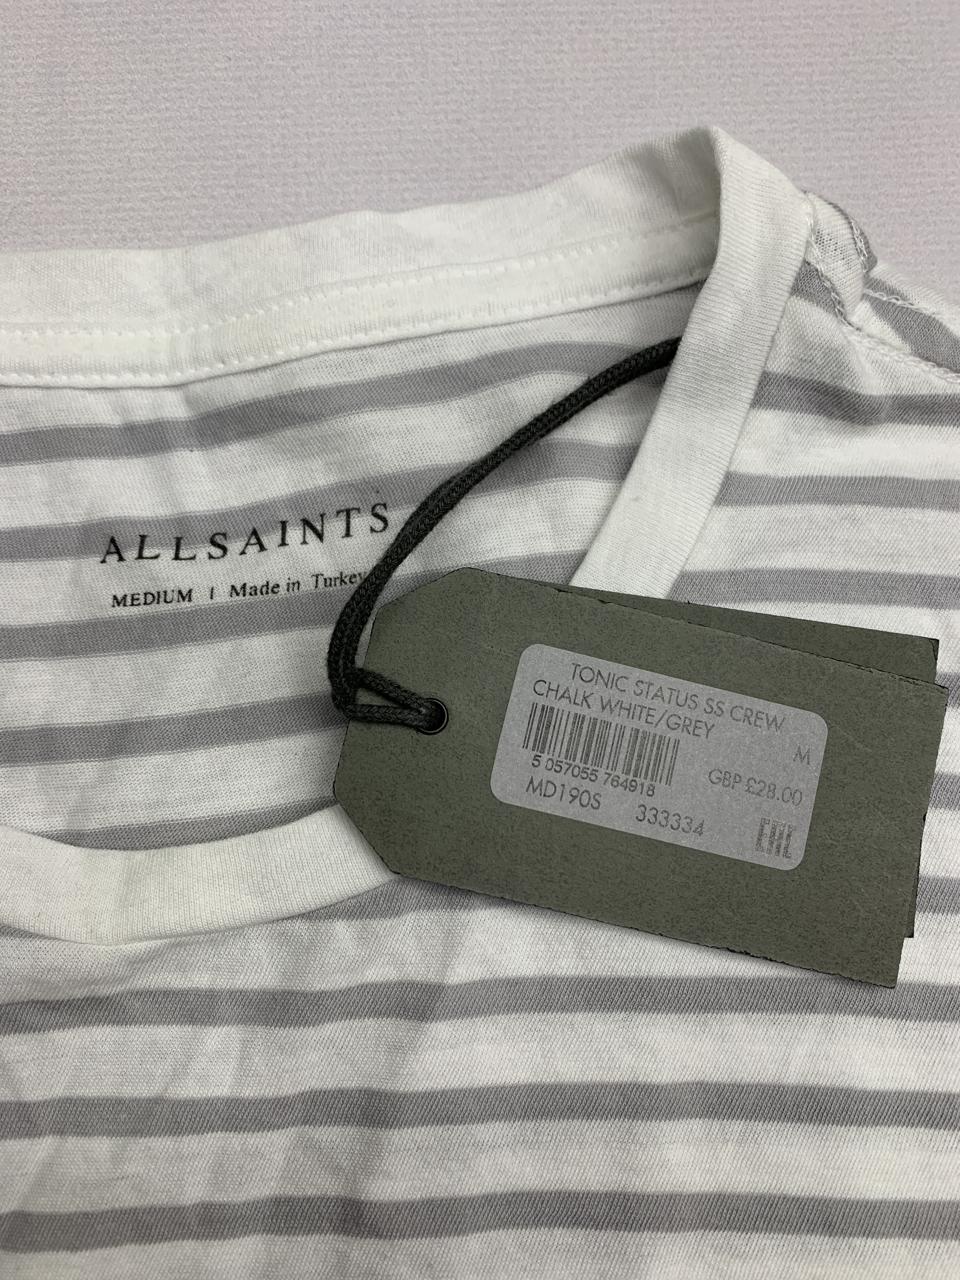 ALLSAINTS
MEDIUM | Made in Turkey
TONIC STATUS SS CREW
CHALK WHITE/GREY
M
5 057055 764918
GBP £28.00
MD190S 333334